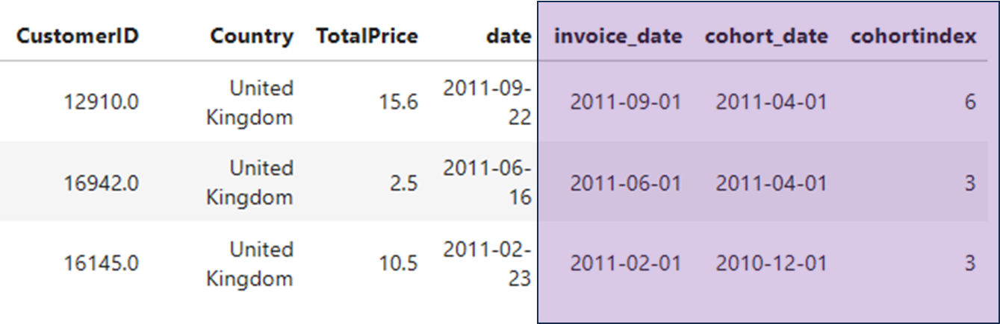 CustomerID Country TotalPrice date invoice_date cohort_date cohortindex
United 2011-09-
12910.0 15.6 2011-09-01 2011-04-01 6
Kingdom 22
United 2011-06-
16942.0 2.5 2011-06-01 2011-04-01 3
Kingdom 16
United 2011-02-
16145.0 10.5 2011-02-01 2010-12-01 3
Kingdom 23